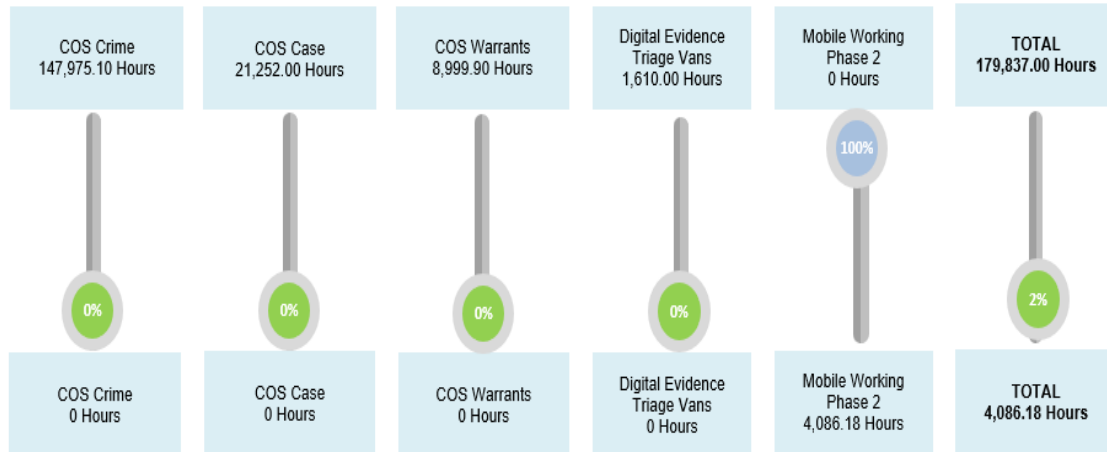 COS Crime
147,975.10 Hours
COS Case
21,252.00 Hours
COS Warrants
8,999.90 Hours
Digital Evidence
Triage Vans
1,610.00 Hours
Mobile Working
Phase 2
0 Hours
TOTAL
179,837.00 Hours
0%
0%
0%
0%
100%
2%
COS Crime
0 Hours
COS Case
0 Hours
COS Warrants
0 Hours
Digital Evidence
Triage Vans
0 Hours
Mobile Working
Phase 2
4,086.18 Hours
TOTAL
4,086.18 Hours